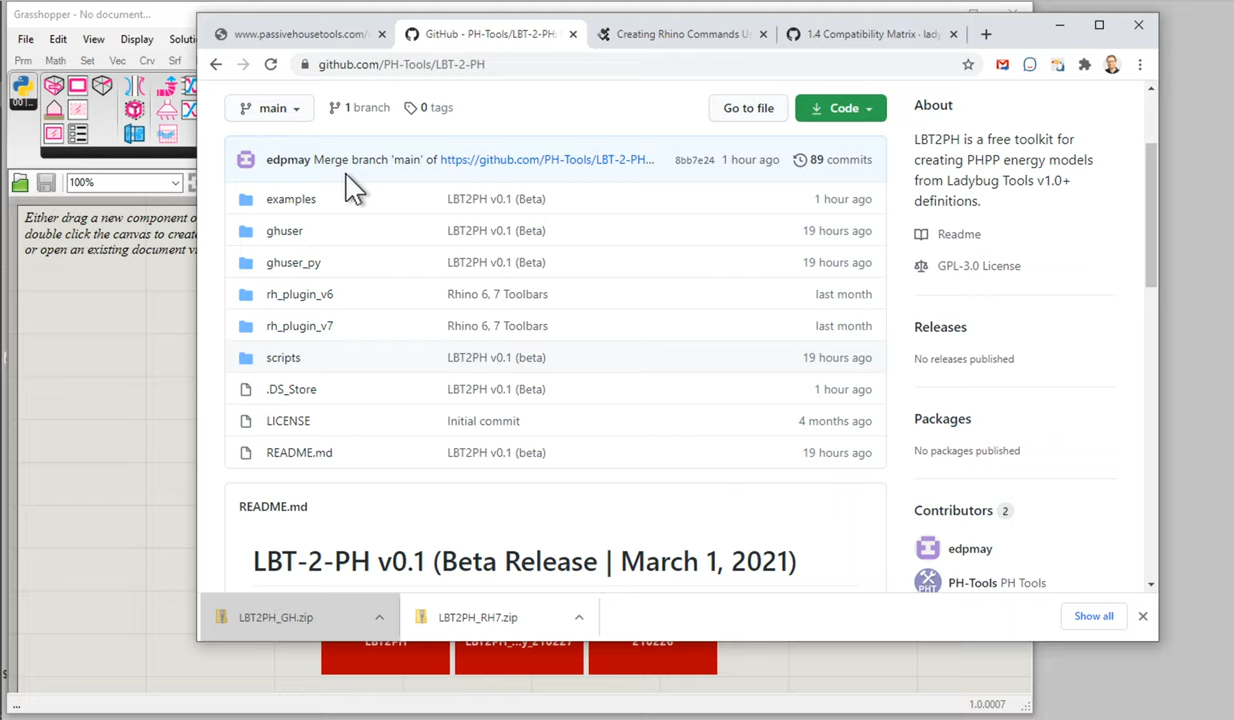 Grasshopper - No document...
File Edit View Display Soluti
Prm Math Set Vec Crv Srf
100%
Either drag a new component o
double click the canvas to create
or open an existing document vi
www.passivehousetools.com/
GitHub - PH-Tools/LBT-2-PH:
Creating Rhino Commands U
1.4 Compatibility Matrix · lady
github.com/PH-Tools/LBT-2-PH
main
1 branch
0 tags
Go to file
Code
edpmay Merge branch 'main' of https://github.com/PH-Tools/LBT-2-PH... 8bb7e24 1 hour ago 89 commits
examples LBT2PH v0.1 (Beta) 1 hour ago
ghuser LBT2PH v0.1 (Beta) 19 hours ago
ghuser_py LBT2PH v0.1 (Beta) 19 hours ago
rh_plugin_v6 Rhino 6, 7 Toolbars last month
rh_plugin_v7 Rhino 6, 7 Toolbars last month
scripts LBT2PH v0.1 (beta) 19 hours ago
.DS_Store LBT2PH v0.1 (Beta) 1 hour ago
LICENSE Initial commit 4 months ago
README.md LBT2PH v0.1 (beta) 19 hours ago
README.md
LBT-2-PH v0.1 (Beta Release | March 1, 2021)
About
LBT2PH is a free toolkit for
creating PHPP energy models
from Ladybug Tools v1.0+
definitions.
Readme
GPL-3.0 License
Releases
No releases published
Packages
No packages published
Contributors 2
edpmay
PH-Tools PH Tools
LBT2PH_GH.zip
LBT2PH_RH7.zip
Show all
...
1.0.0007